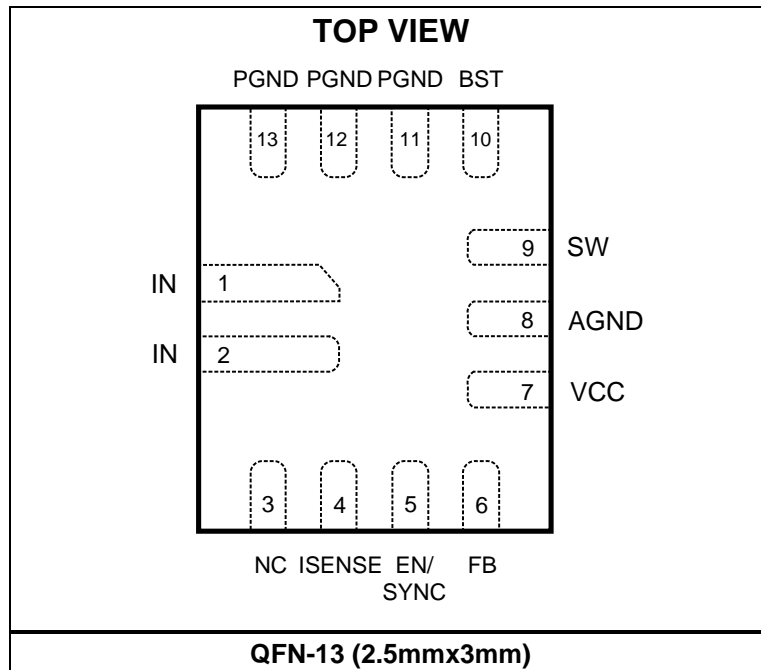 TOP VIEW
PGND PGND PGND BST
13 12 11 10
9 SW
IN 1
8 AGND
IN 2
7 VCC
3 4 5 6
NC ISENSE EN/ FB
SYNC
QFN-13 (2.5mmx3mm)